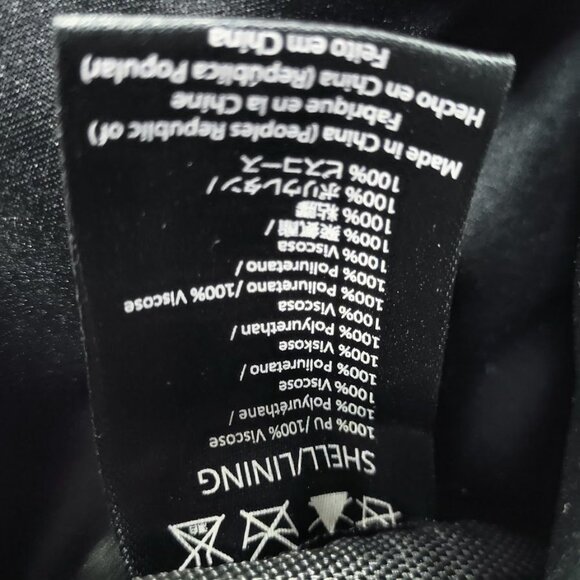 SHELL/LINING
100% PU/100% Viscose
100% Polyuréthane /
100% Viscose
100% Poliuretano /
100% Viskose
100% Polyurethan /
100% Viscosa
100% Poliuretano /100% Viscose
100% Poliuretano /
100% Viscosa
100% 聚氨脂 /
100% 粘膠
100% ポリウレタン /
100% ビスコース
Made in China (Peoples Republic of)
Fabrique en la Chine
Hecho en China (República Popular)
Feito em China